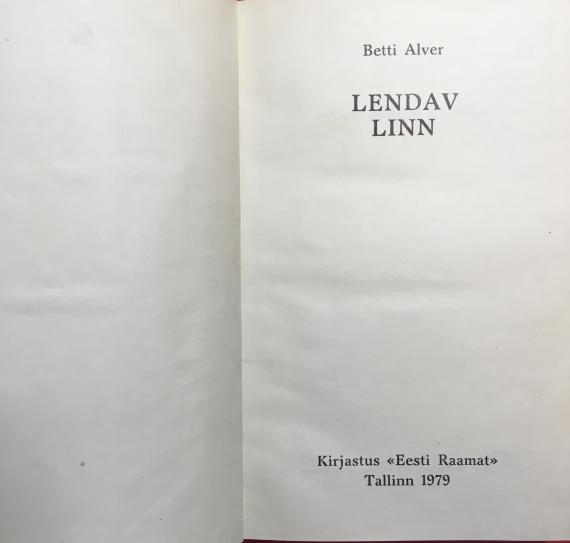 Betti Alver
LENDAV
LINN
Kirjastus «Eesti Raamat»
Tallinn 1979